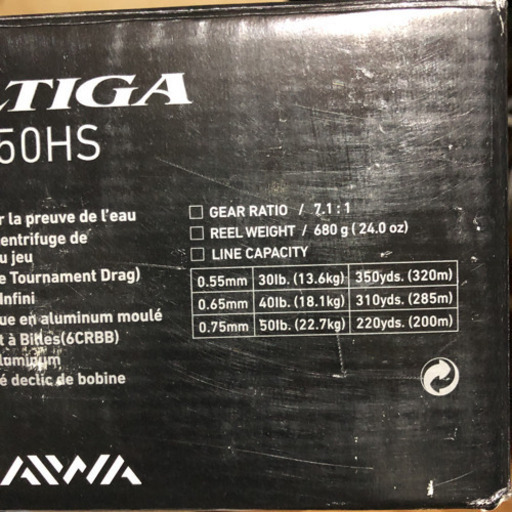 TIGA
50HS
r la preuve de l'eau
entrifuge de
u jeu
e Tournament Drag)
Infini
ue en aluminum moulé
t à Billes(6CRBB)
aluminum
é declic de bobine
GEAR RATIO / 7.1 : 1
REEL WEIGHT / 680 g ( 24.0 oz)
LINE CAPACITY
0.55mm 30lb. (13.6kg) 350yds. (320m)
0.65mm 40lb. (18.1kg) 310yds. (285m)
0.75mm 50lb. (22.7kg) 220yds. (200m)
AIWA